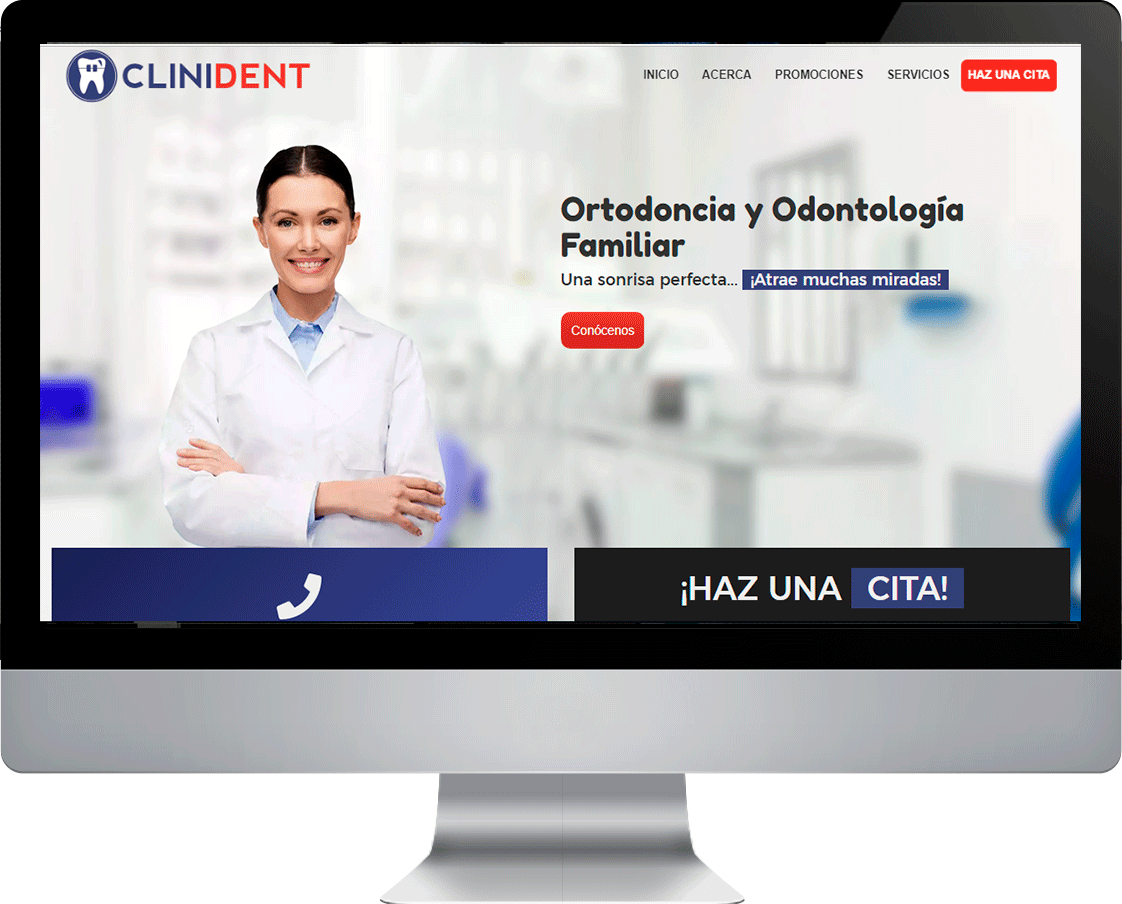 CLINIDENT
INICIO ACERCA PROMOCIONES SERVICIOS HAZ UNA CITA
Ortodoncia y Odontología
Familiar
Una sonrisa perfecta... ¡Atrae muchas miradas!
Conócenos
¡HAZ UNA CITA!